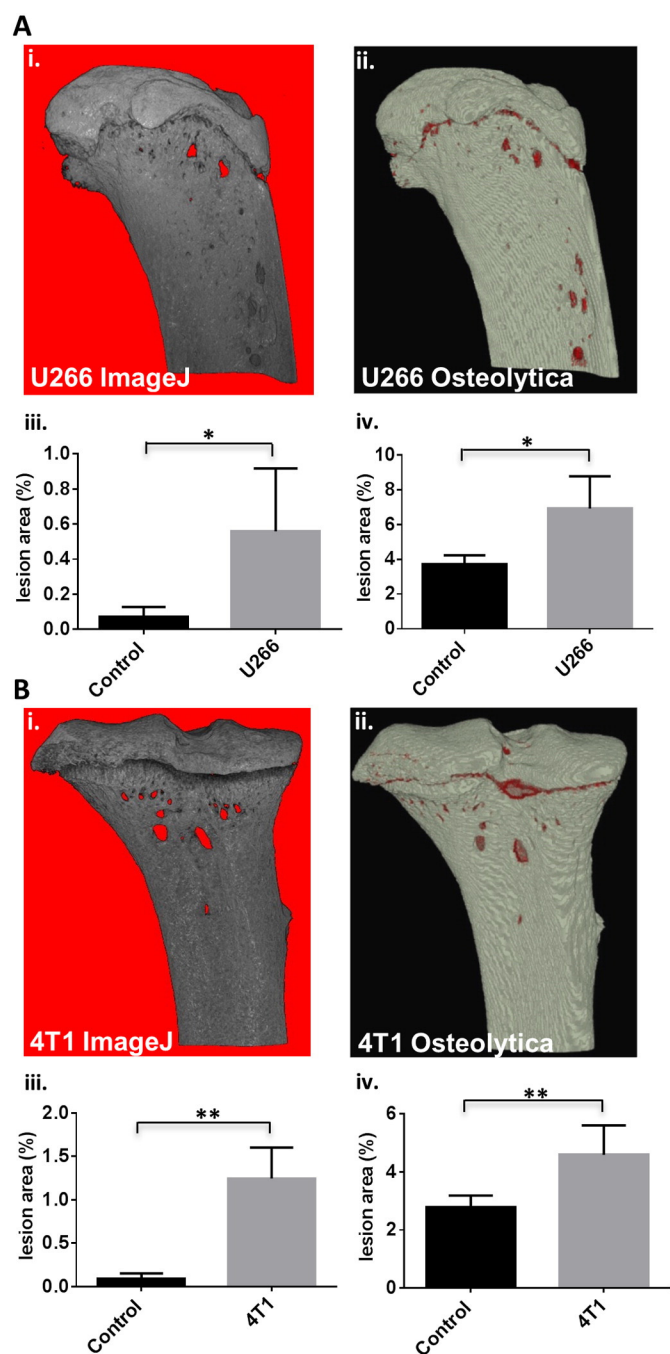 A
i.
ii.
U266 ImageJ
U266 Osteolytica
iii.
iv.
lesion area (%)
1.0
0.8
0.6
0.4
0.2
0.0
*
Control
U266
lesion area (%)
10
8
6
4
2
0
*
Control
U266
B
i.
ii.
4T1 ImageJ
4T1 Osteolytica
iii.
iv.
lesion area (%)
2.0
1.5
1.0
0.5
0.0
**
Control
4T1
lesion area (%)
6
4
2
0
**
Control
4T1